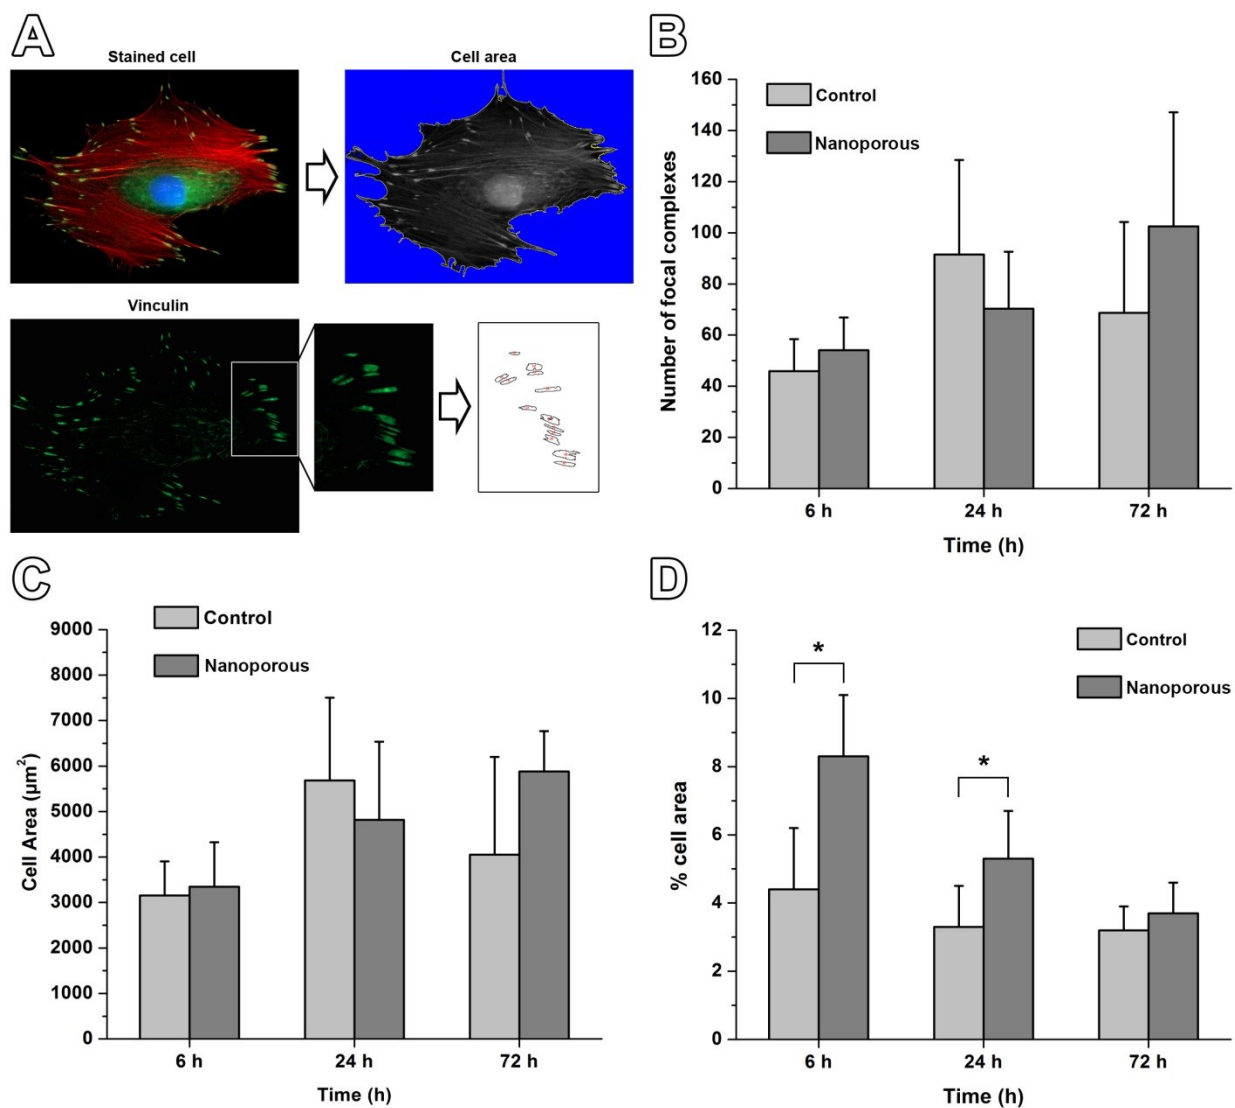 A
Stained cell
Cell area
Vinculin
B
160
140
120
100
80
60
40
20
0
Number of focal complexes
Control
Nanoporous
6 h
24 h
72 h
Time (h)
C
9000
8000
7000
6000
5000
4000
3000
2000
1000
0
Cell Area (µm²)
Control
Nanoporous
6 h
24 h
72 h
Time (h)
D
12
10
8
6
4
2
0
% cell area
Control
Nanoporous
*
*
6 h
24 h
72 h
Time (h)